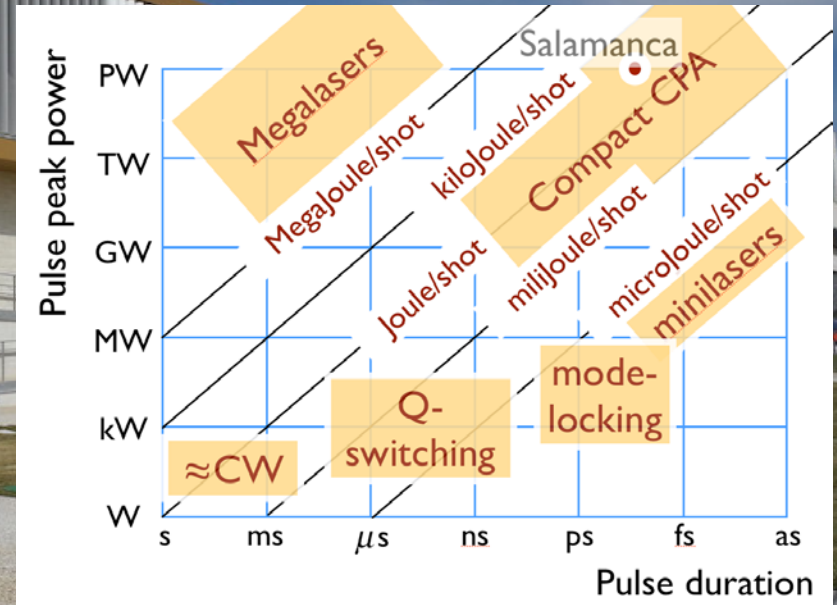 Pulse peak power
PW
TW
GW
MW
kW
W
Megalasers
Megajoule/shot
Salamanca
kilojoule/shot
Compact CPA
Joule/shot
milijoule/shot
microjoule/shot
minilasers
mode-
locking
Q-
switching
≈CW
s
ms
μs
ns
ps
fs
as
Pulse duration